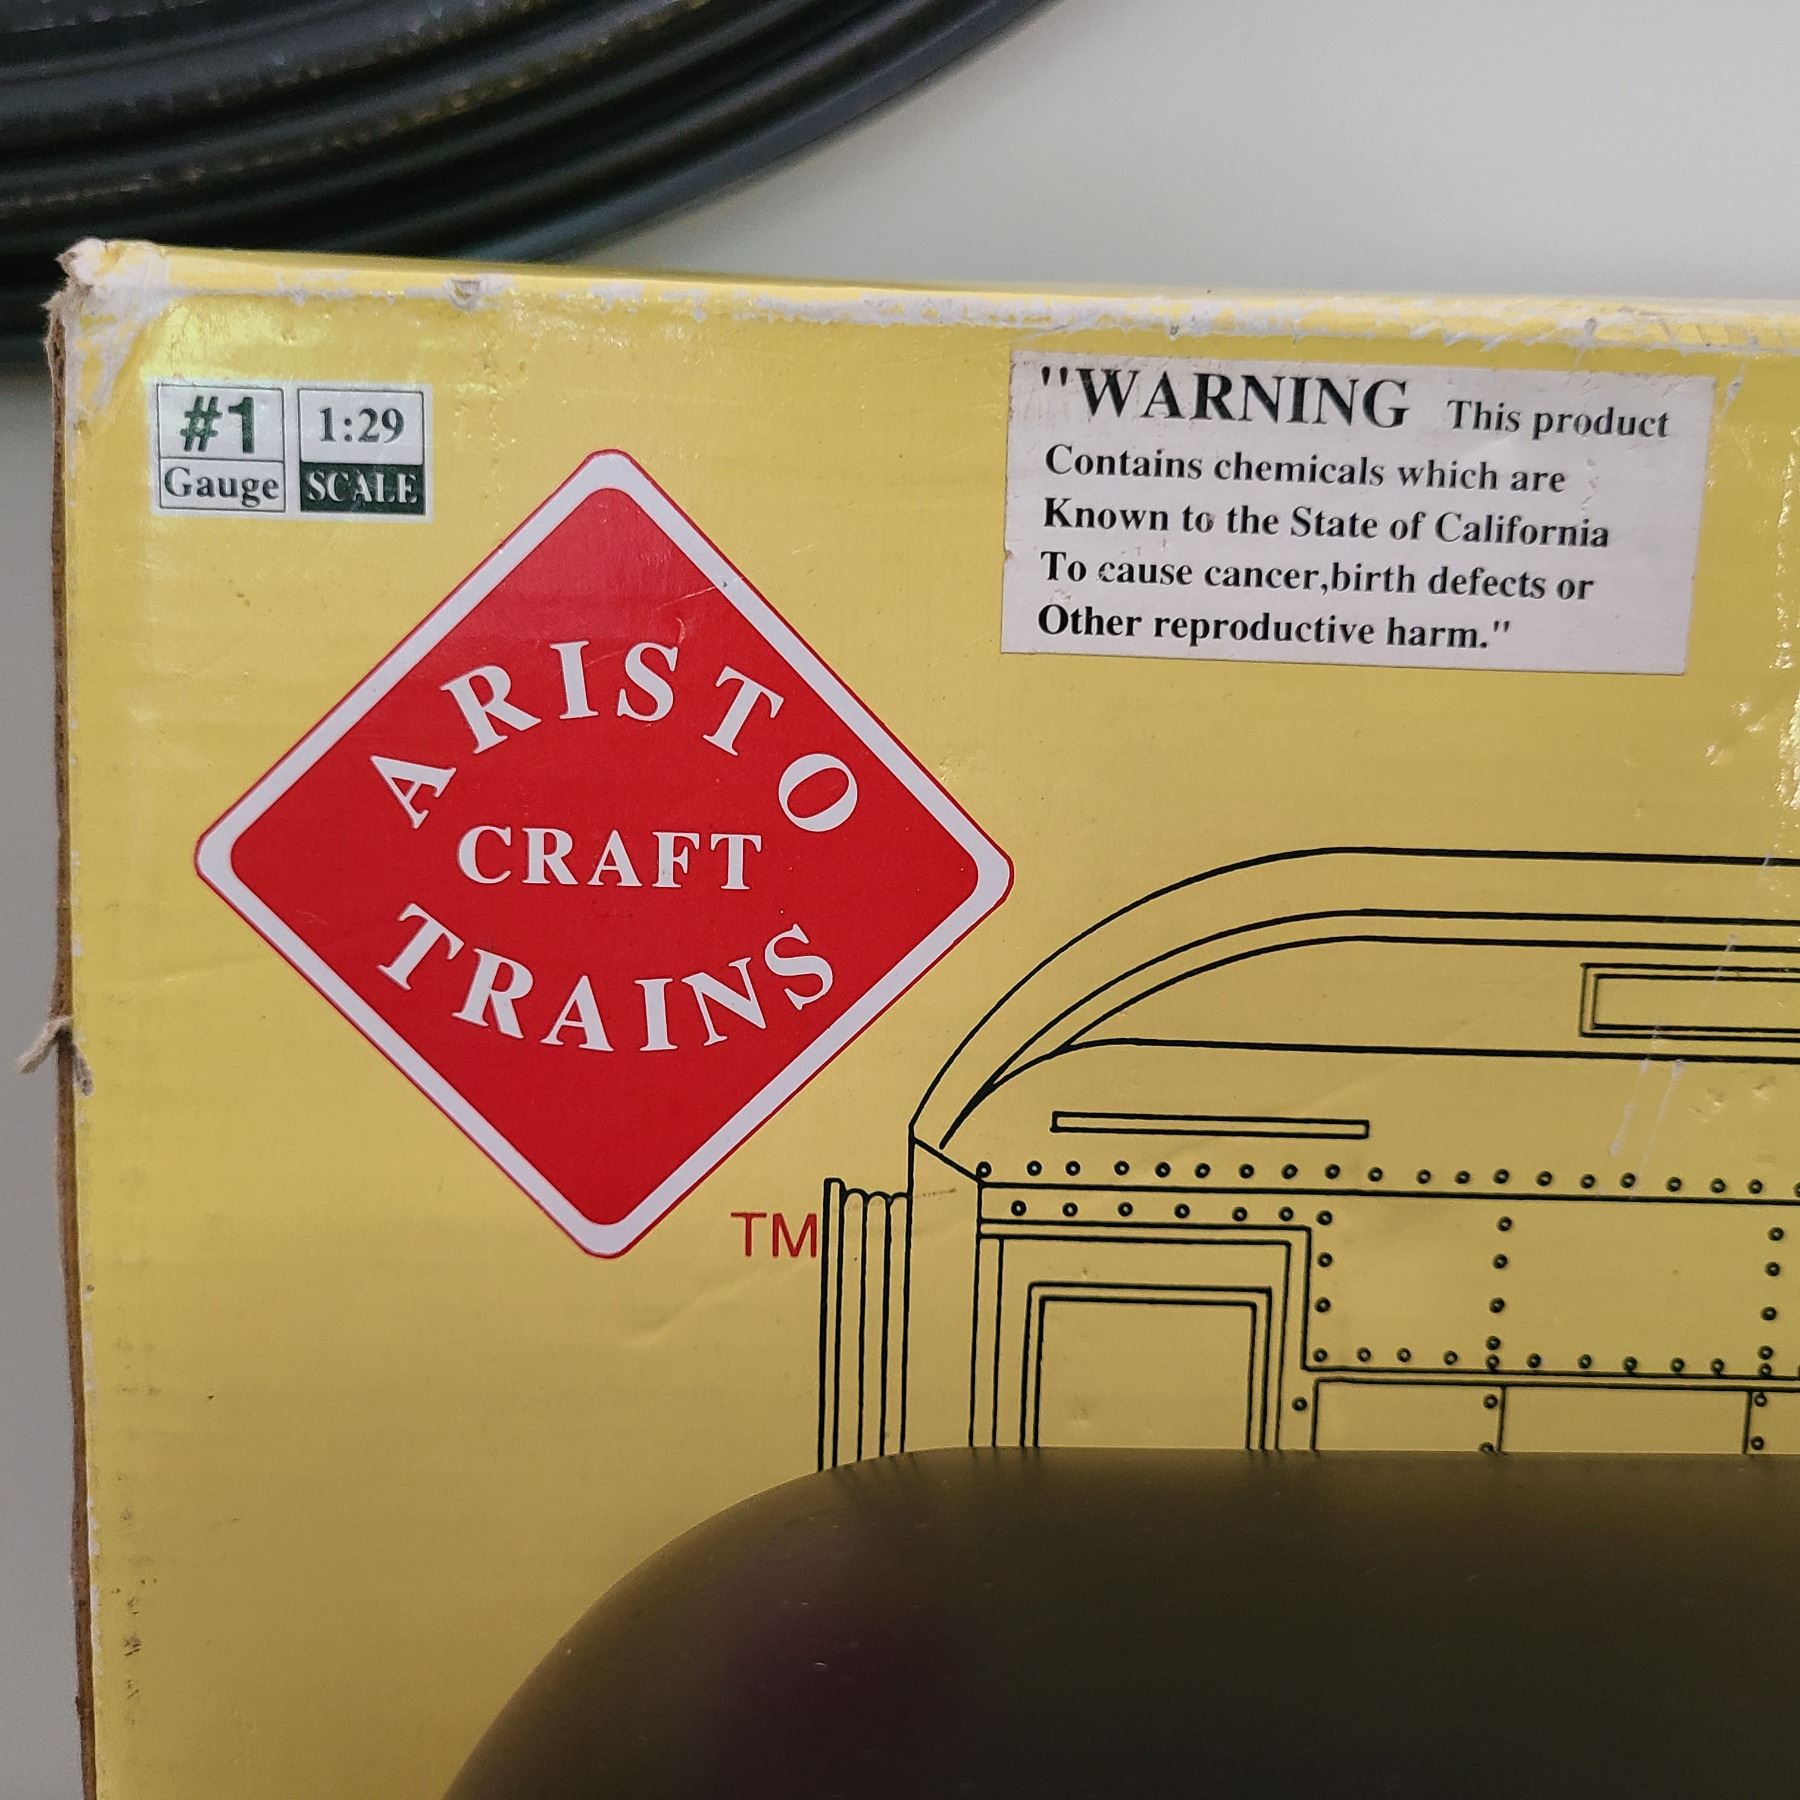 #1
Gauge
1:29
SCALE
"WARNING This product
Contains chemicals which are
Known to the State of California
To cause cancer,birth defects or
Other reproductive harm."
ARISTO
CRAFT
TRAINS
TM